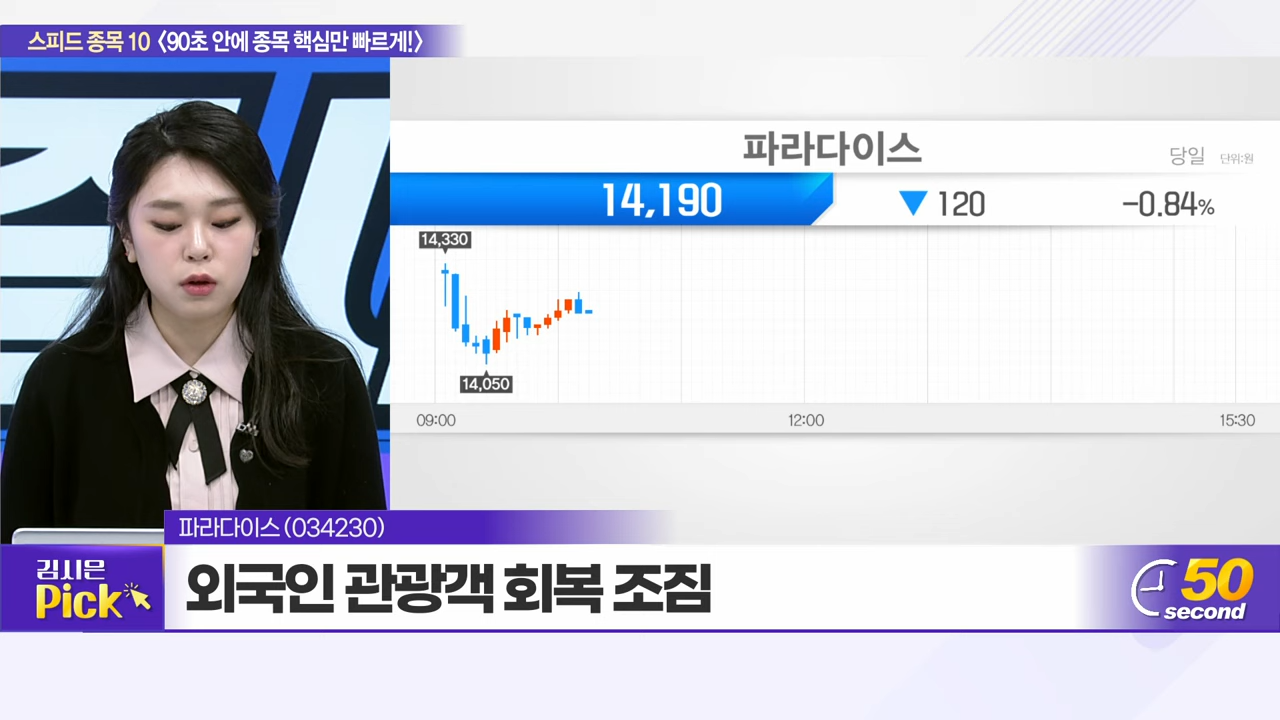 스피드 종목 10 〈90초 안에 종목 핵심만 빠르게!〉
파라다이스
당일 단위:원
14,190 ▼ 120 -0.84%
14,330
14,050
09:00 12:00 15:30
파라다이스(034230)
김시은
Pick
외국인 관광객 회복 조짐
50
second